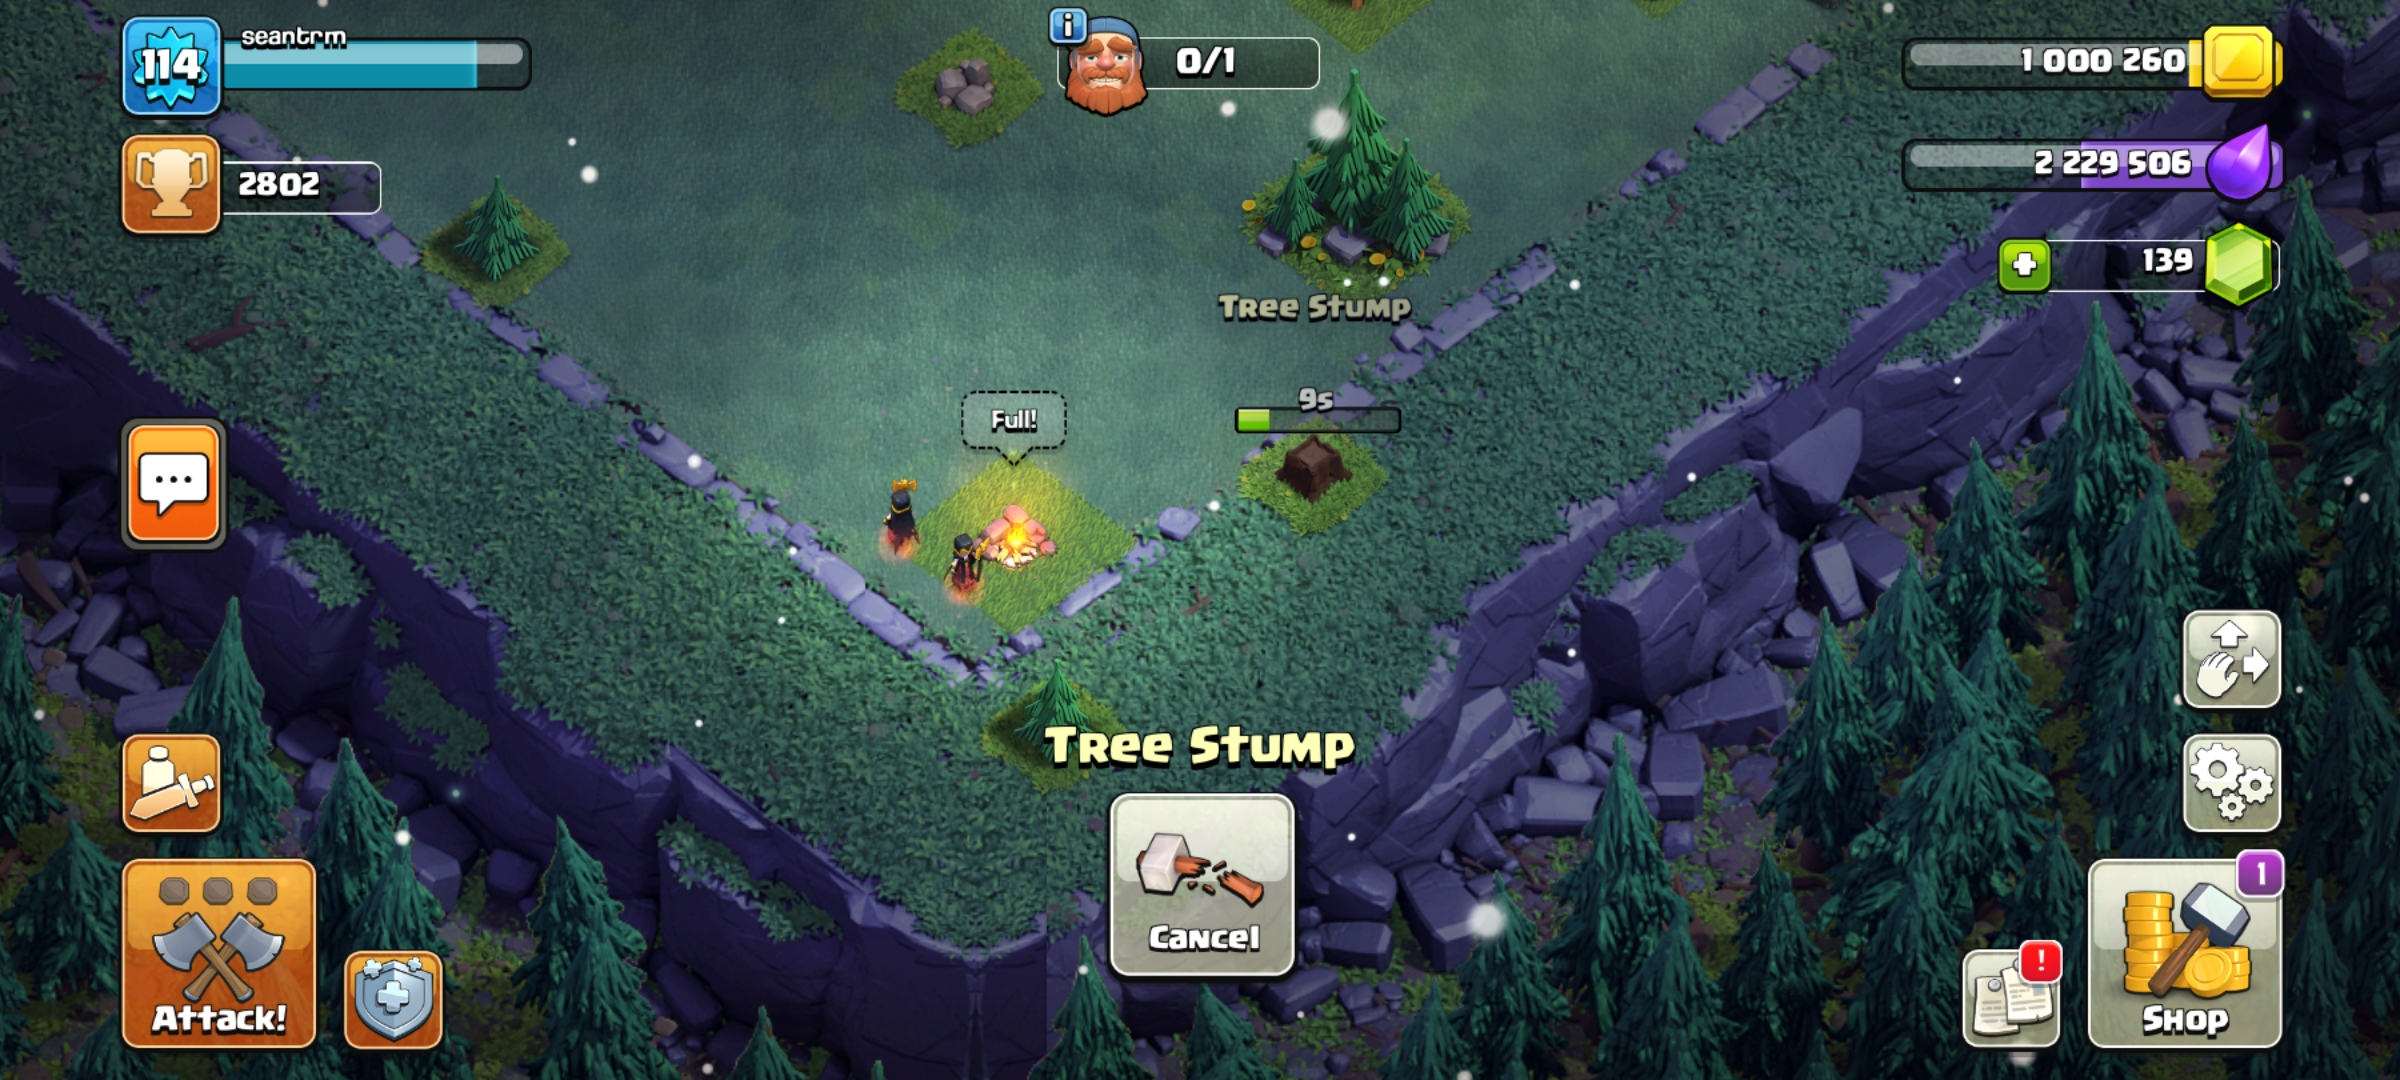 seantrm
114
i
0/1
1 000 260
2802
2 229 506
139
Tree Stump
9s
Full!
Tree Stump
Cancel
Attack!
1
!
Shop